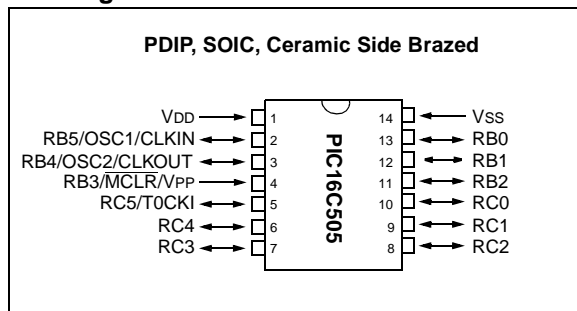 PDIP, SOIC, Ceramic Side Brazed
VDD 1 14 VSS
RB5/OSC1/CLKIN 2 13 RB0
RB4/OSC2/CLKOUT 3 12 RB1
RB3/MCLR/VPP 4 11 RB2
RC5/T0CKI 5 10 RC0
RC4 6 9 RC1
RC3 7 8 RC2
PIC16C505